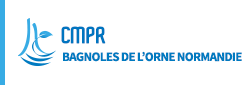 CMPR
BAGNOLES DE L'ORNE NORMANDIE